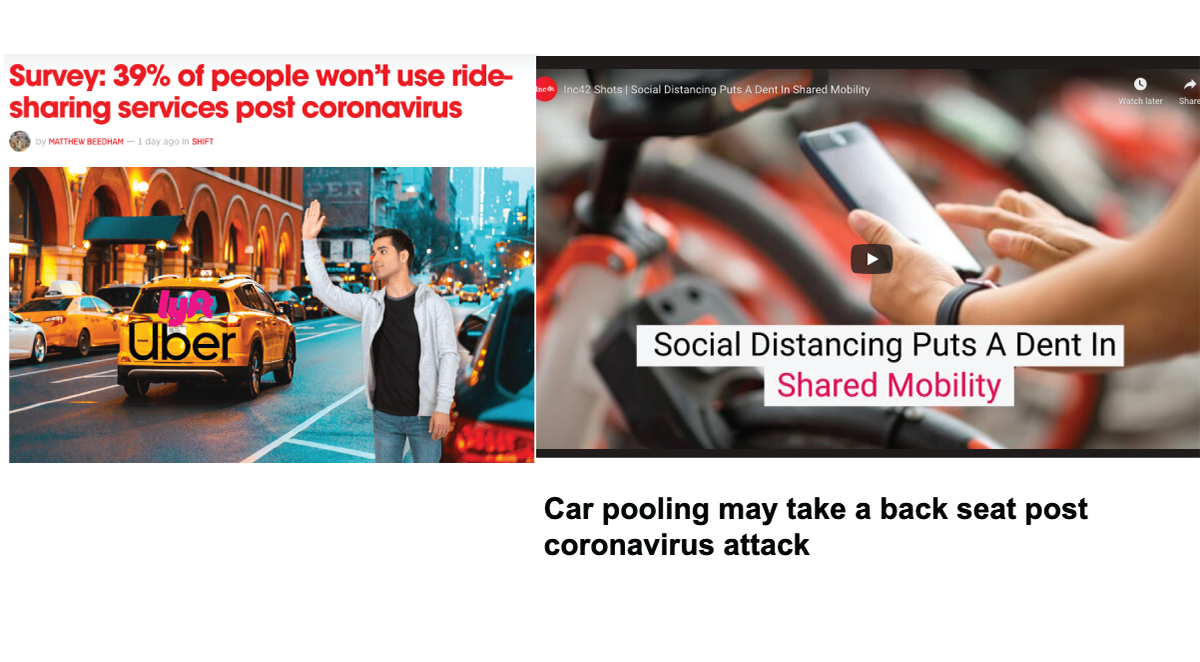 Survey: 39% of people won't use ride-
sharing services post coronavirus
by MATTHEW BEEDHAM — 1 day ago in SHIFT
lyft
Uber
Inc42 Shots | Social Distancing Puts A Dent In Shared Mobility
Watch later
Share
Social Distancing Puts A Dent In
Shared Mobility
Car pooling may take a back seat post
coronavirus attack